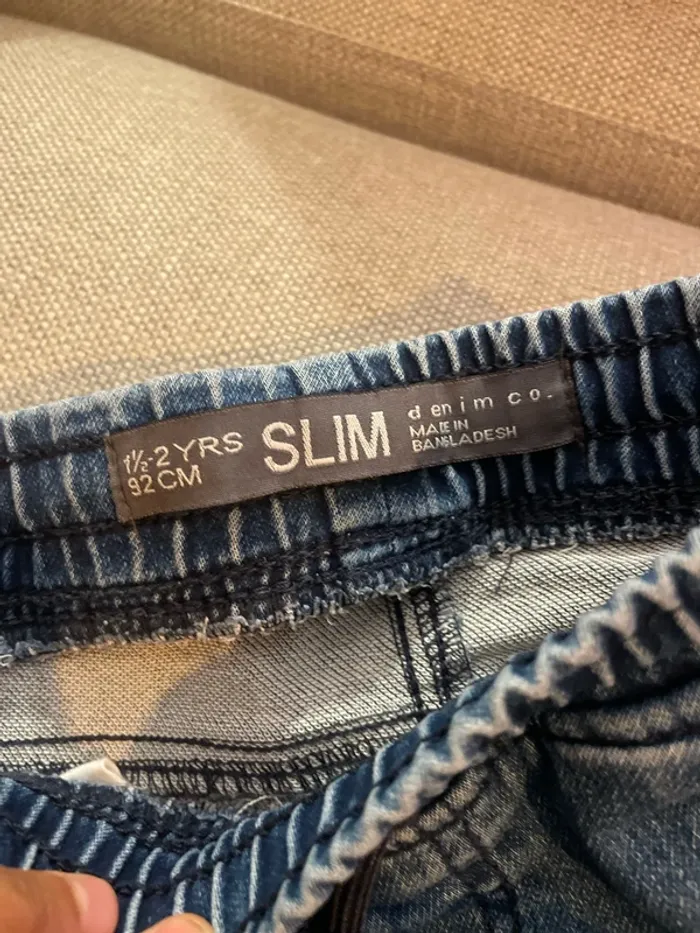 1½-2 YRS
92 CM
SLIM
denim co.
MADE IN
BANGLADESH